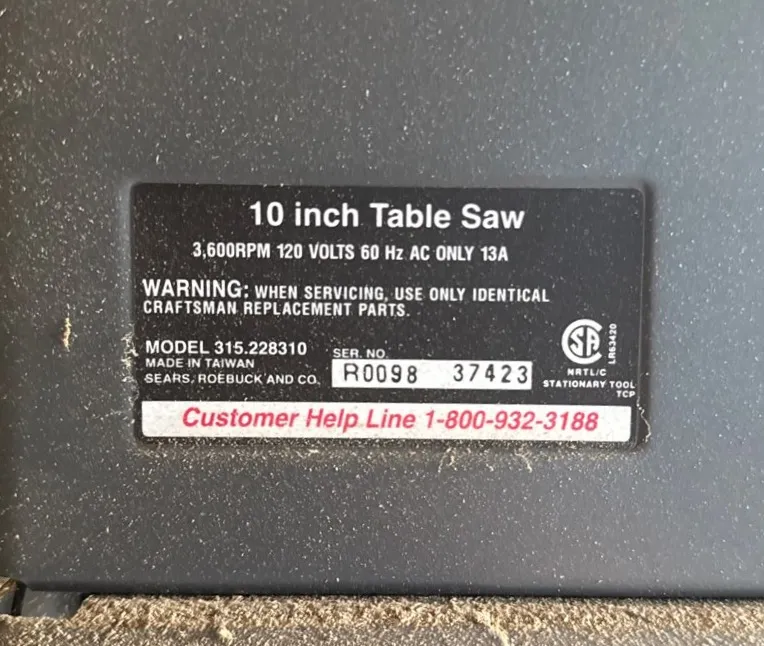 10 inch Table Saw
3,600RPM 120 VOLTS 60 Hz AC ONLY 13A
WARNING: WHEN SERVICING, USE ONLY IDENTICAL
CRAFTSMAN REPLACEMENT PARTS.
MODEL 315.228310
MADE IN TAIWAN
SEARS, ROEBUCK AND CO.
SER. NO.
R0098 37423
SA
LR63420
NRTL/C
STATIONARY TOOL
TCP
Customer Help Line 1-800-932-3188